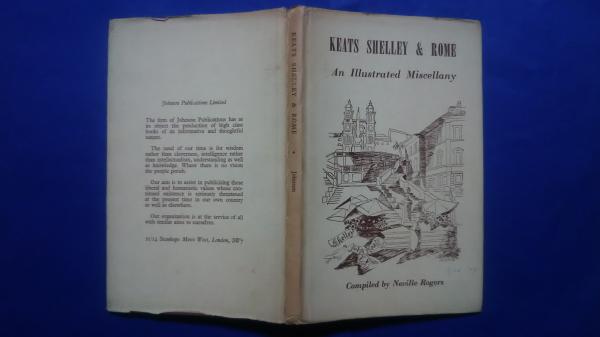 Johnson Publications Limited
The firm of Johnson Publications has as
its object the production of high class
books of an informative and thoughtful
nature.
The need of our time is for wisdom
rather than cleverness, intelligence rather
than intellectualism, understanding as well
as knowledge. Where there is no vision
the people perish.
Our aim is to assist in publicising those
liberal and humanistic values whose con-
tinued existence is seriously threatened
at the present time in our own country
as well as elsewhere.
Our organisation is at the service of all
with similar aims to ourselves.
11/14 Stanhope Mews West, London, SW7
KEATS SHELLEY & ROME
Johnson
KEATS SHELLEY & ROME
An Illustrated Miscellany
Shelley
Compiled by Neville Rogers